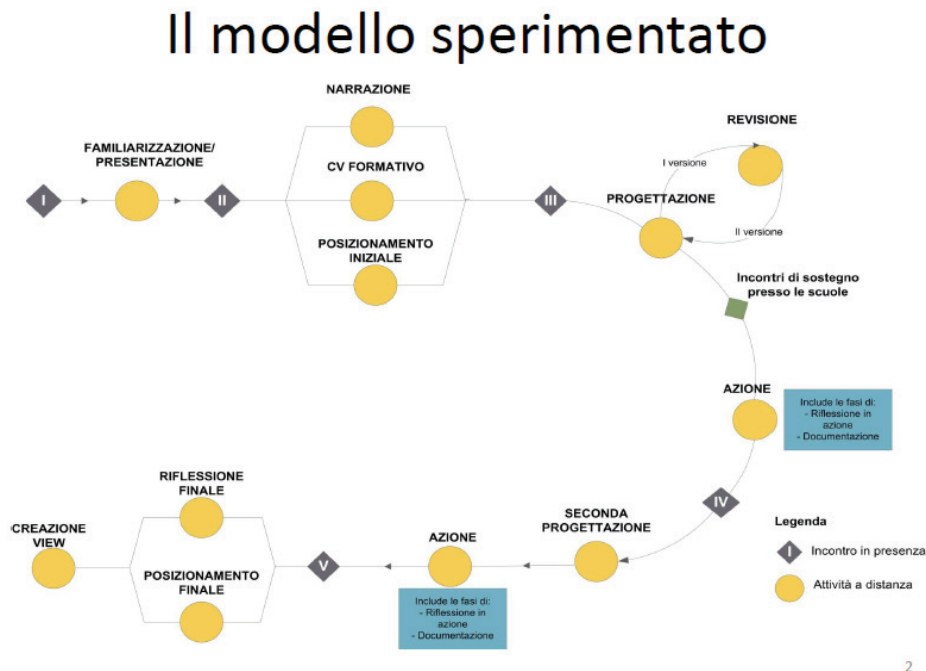 Il modello sperimentato
NARRAZIONE
FAMILIARIZZAZIONE/
PRESENTAZIONE
CV FORMATIVO
POSIZIONAMENTO
INIZIALE
I
II
III
REVISIONE
I versione
PROGETTAZIONE
II versione
Incontri di sostegno
presso le scuole
AZIONE
Include le fasi di:
- Riflessione in
azione
- Documentazione
IV
SECONDA
PROGETTAZIONE
AZIONE
Include le fasi di:
- Riflessione in
azione
- Documentazione
V
RIFLESSIONE
FINALE
POSIZIONAMENTO
FINALE
CREAZIONE
VIEW
Legenda
I
Incontro in presenza
Attività a distanza
2